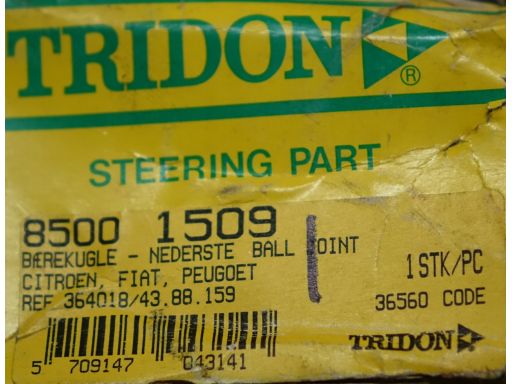 TRIDON
®
STEERING PART
8500 1509
BÆREKUGLE - NEDERSTE BALL JOINT
CITROEN, FIAT, PEUGOET
REF 364018/43.88.159
1 STK/PC
36560 CODE
TRIDON
5 709147 043141